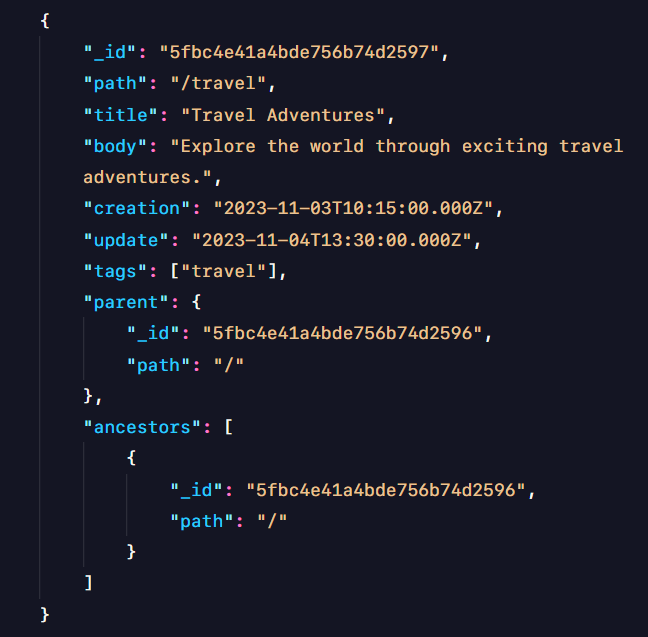 {
"_id": "5fbc4e41a4bde756b74d2597",
"path": "/travel",
"title": "Travel Adventures",
"body": "Explore the world through exciting travel
adventures.",
"creation": "2023-11-03T10:15:00.000Z",
"update": "2023-11-04T13:30:00.000Z",
"tags": ["travel"],
"parent": {
"_id": "5fbc4e41a4bde756b74d2596",
"path": "/"
},
"ancestors": [
{
"_id": "5fbc4e41a4bde756b74d2596",
"path": "/"
}
]
}